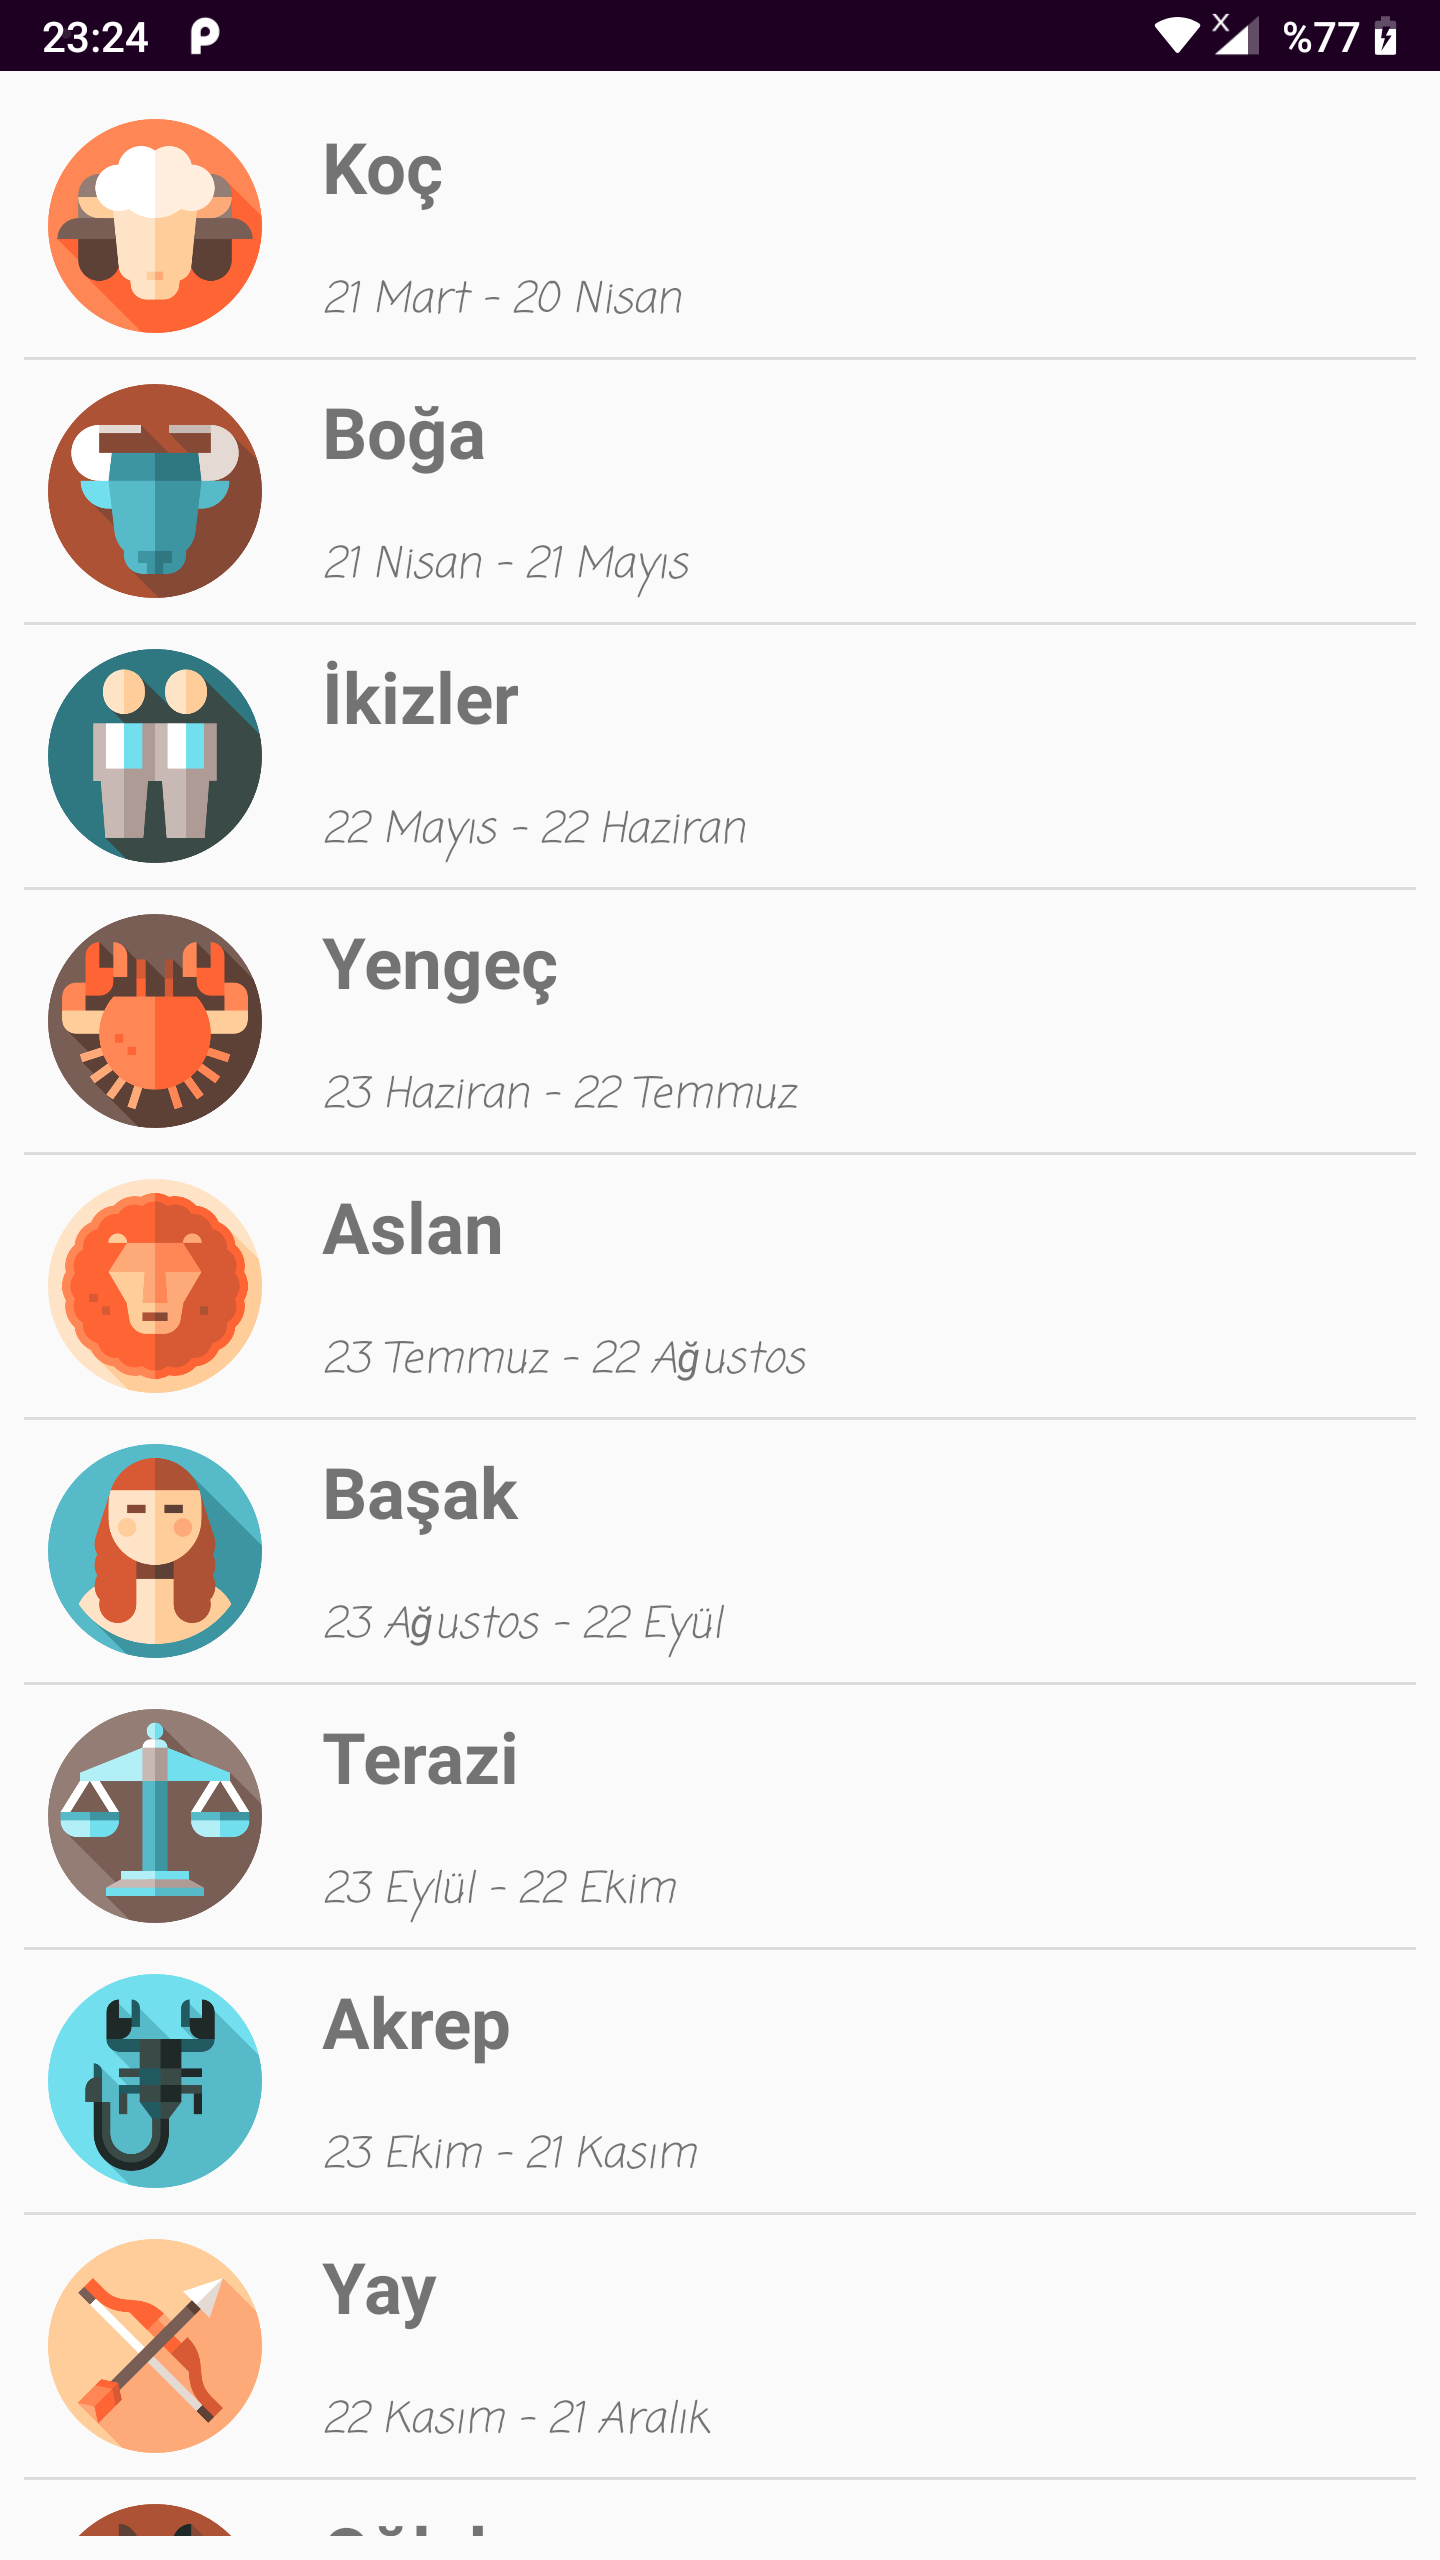 23:24 %77
Koç
21 Mart - 20 Nisan
Boğa
21 Nisan - 21 Mayıs
İkizler
22 Mayıs - 22 Haziran
Yengeç
23 Haziran - 22 Temmuz
Aslan
23 Temmuz - 22 Ağustos
Başak
23 Ağustos - 22 Eyül
Terazi
23 Eylül - 22 Ekim
Akrep
23 Ekim - 21 Kasım
Yay
22 Kasım - 21 Aralık